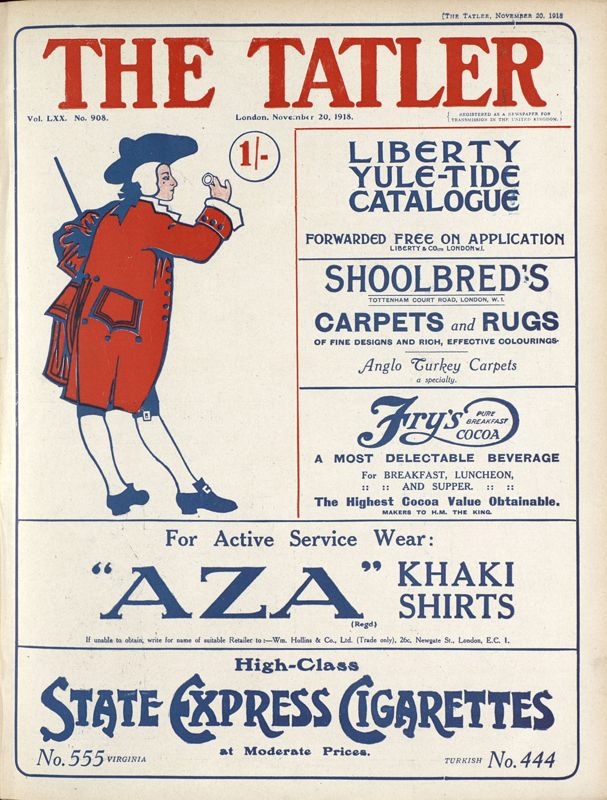 [THE TATLER, NOVEMBER 20, 1918
THE TATLER
Vol. LXX. No. 908.
London, November 20, 1918.
{ REGISTERED AS A NEWSPAPER FOR TRANSMISSION IN THE UNITED KINGDOM. }
1/-
LIBERTY
YULE-TIDE
CATALOGUE
FORWARDED FREE ON APPLICATION
LIBERTY & CO. LTD. LONDON W.1.
SHOOLBRED'S
TOTTENHAM COURT ROAD, LONDON, W. 1.
CARPETS and RUGS
OF FINE DESIGNS AND RICH, EFFECTIVE COLOURINGS.
Anglo Turkey Carpets
a specialty.
Fry's PURE BREAKFAST COCOA
A MOST DELECTABLE BEVERAGE
For BREAKFAST, LUNCHEON,
:: :: AND SUPPER. :: ::
The Highest Cocoa Value Obtainable.
MAKERS TO H.M. THE KING.
For Active Service Wear:
"AZA" KHAKI SHIRTS
(Regd)
If unable to obtain, write for name of suitable Retailer to:—Wm. Hollins & Co., Ltd. (Trade only), 26c, Newgate St., London, E.C. 1.
High-Class
STATE EXPRESS CIGARETTES
at Moderate Prices.
No. 555 VIRGINIA
TURKISH No. 444